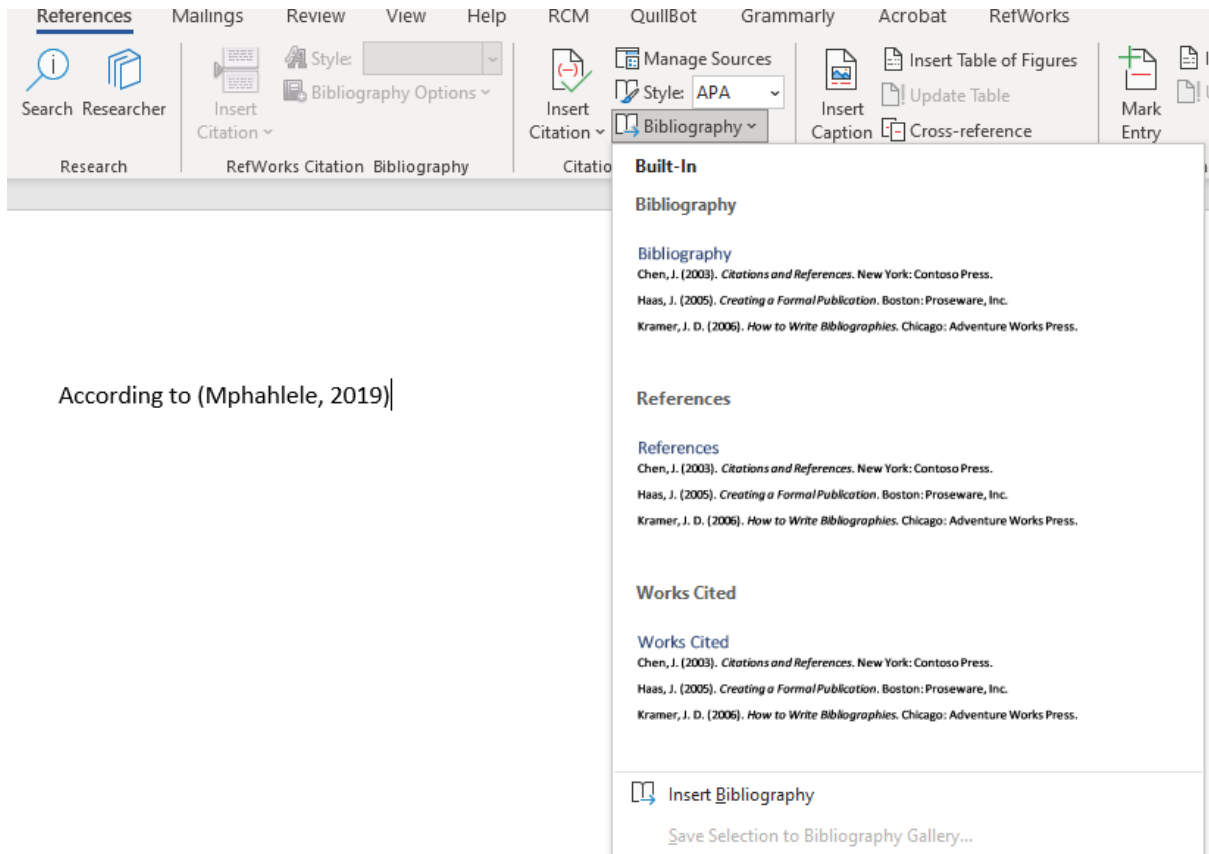 References Mailings Review View Help RCM QuillBot Grammarly Acrobat RefWorks
Search Researcher
Research
Insert
Citation
Style:
Bibliography Options
RefWorks Citation Bibliography
Insert
Citation
Manage Sources
Style: APA
Bibliography
Citatio
Insert
Caption
Insert Table of Figures
Update Table
Cross-reference
Mark
Entry
According to (Mphahlele, 2019)
Built-In
Bibliography
Bibliography
Chen, J. (2003). Citations and References. New York: Contoso Press.
Haas, J. (2005). Creating a Formal Publication. Boston: Proseware, Inc.
Kramer, J. D. (2006). How to Write Bibliographies. Chicago: Adventure Works Press.
References
References
Chen, J. (2003). Citations and References. New York: Contoso Press.
Haas, J. (2005). Creating a Formal Publication. Boston: Proseware, Inc.
Kramer, J. D. (2006). How to Write Bibliographies. Chicago: Adventure Works Press.
Works Cited
Works Cited
Chen, J. (2003). Citations and References. New York: Contoso Press.
Haas, J. (2005). Creating a Formal Publication. Boston: Proseware, Inc.
Kramer, J. D. (2006). How to Write Bibliographies. Chicago: Adventure Works Press.
Insert Bibliography
Save Selection to Bibliography Gallery...